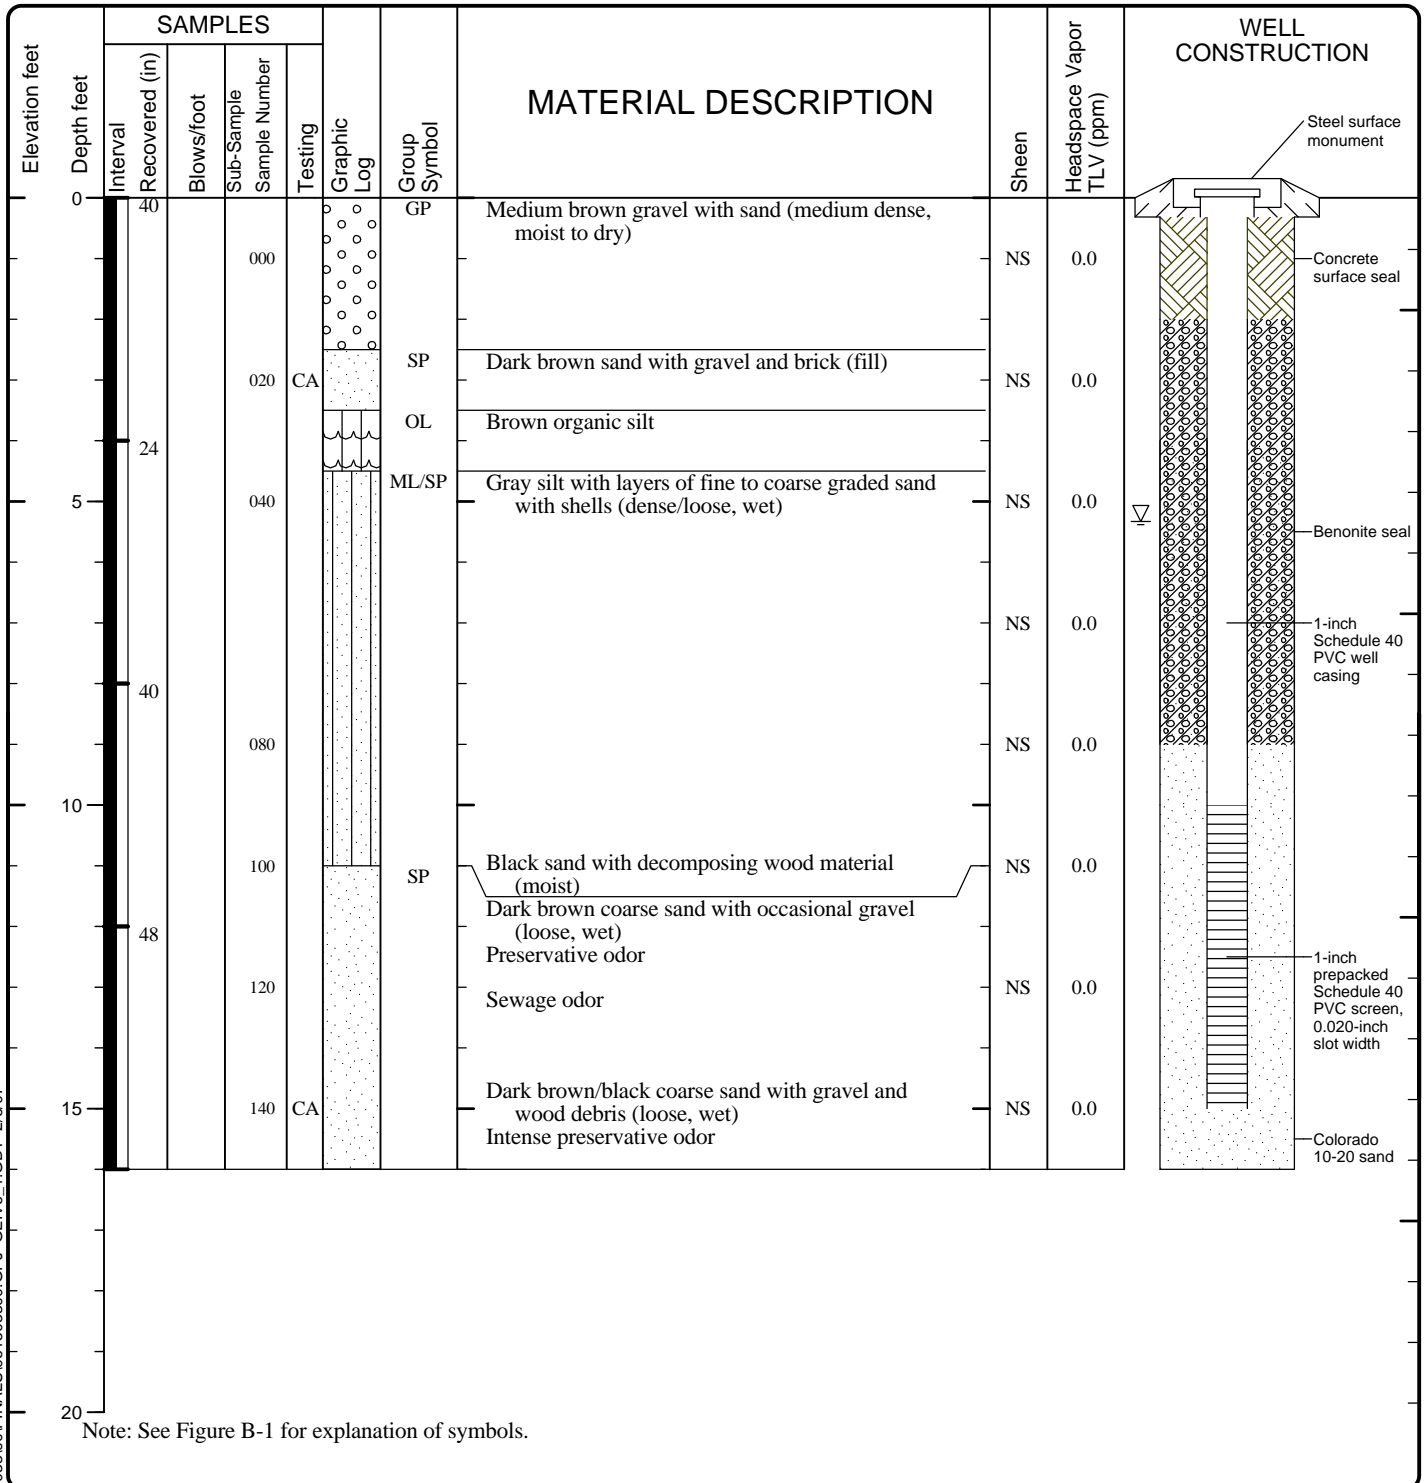 SAMPLES
WELL
CONSTRUCTION
MATERIAL DESCRIPTION
Elevation feet
Depth feet
Interval
Recovered (in)
Blows/foot
Sub-Sample
Sample Number
Testing
Graphic
Log
Group
Symbol
Sheen
Headspace Vapor
TLV (ppm)
Steel surface
monument
0
40
GP
Medium brown gravel with sand (medium dense,
moist to dry)
000
NS
0.0
Concrete
surface seal
SP
Dark brown sand with gravel and brick (fill)
020
CA
NS
0.0
OL
Brown organic silt
24
ML/SP
Gray silt with layers of fine to coarse graded sand
with shells (dense/loose, wet)
5
040
NS
0.0
Benonite seal
NS
0.0
1-inch
Schedule 40
PVC well
casing
40
080
NS
0.0
10
100
SP
Black sand with decomposing wood material
(moist)
NS
0.0
Dark brown coarse sand with occasional gravel
(loose, wet)
48
Preservative odor
1-inch
prepacked
Schedule 40
PVC screen,
0.020-inch
slot width
120
Sewage odor
NS
0.0
15
140
CA
Dark brown/black coarse sand with gravel and
wood debris (loose, wet)
NS
0.0
Intense preservative odor
Colorado
10-20 sand
20
Note: See Figure B-1 for explanation of symbols.